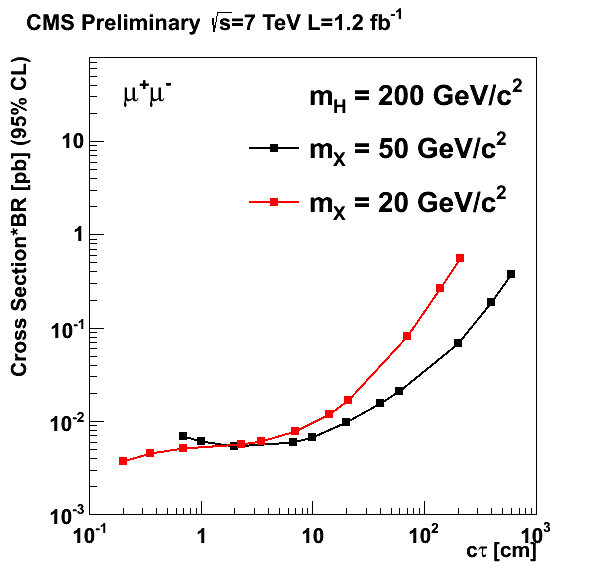 CMS Preliminary √s=7 TeV L=1.2 fb⁻¹
μ⁺μ⁻
m_H = 200 GeV/c²
m_X = 50 GeV/c²
m_X = 20 GeV/c²
Cross Section*BR [pb] (95% CL)
10
1
10⁻¹
10⁻²
10⁻³
10⁻¹ 1 10 10² 10³
cτ [cm]